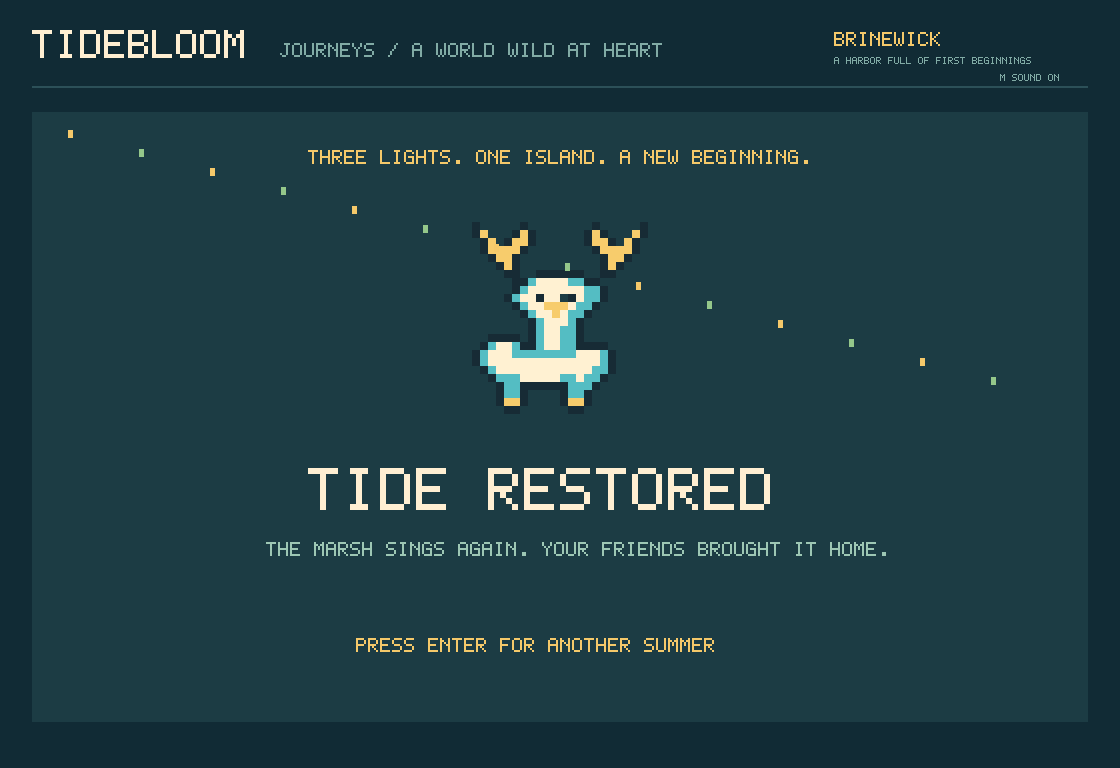 TIDEBLOOM
JOURNEYS / A WORLD WILD AT HEART
BRINEWICK
A HARBOR FULL OF FIRST BEGINNINGS
M SOUND ON
THREE LIGHTS. ONE ISLAND. A NEW BEGINNING.
TIDE RESTORED
THE MARSH SINGS AGAIN. YOUR FRIENDS BROUGHT IT HOME.
PRESS ENTER FOR ANOTHER SUMMER